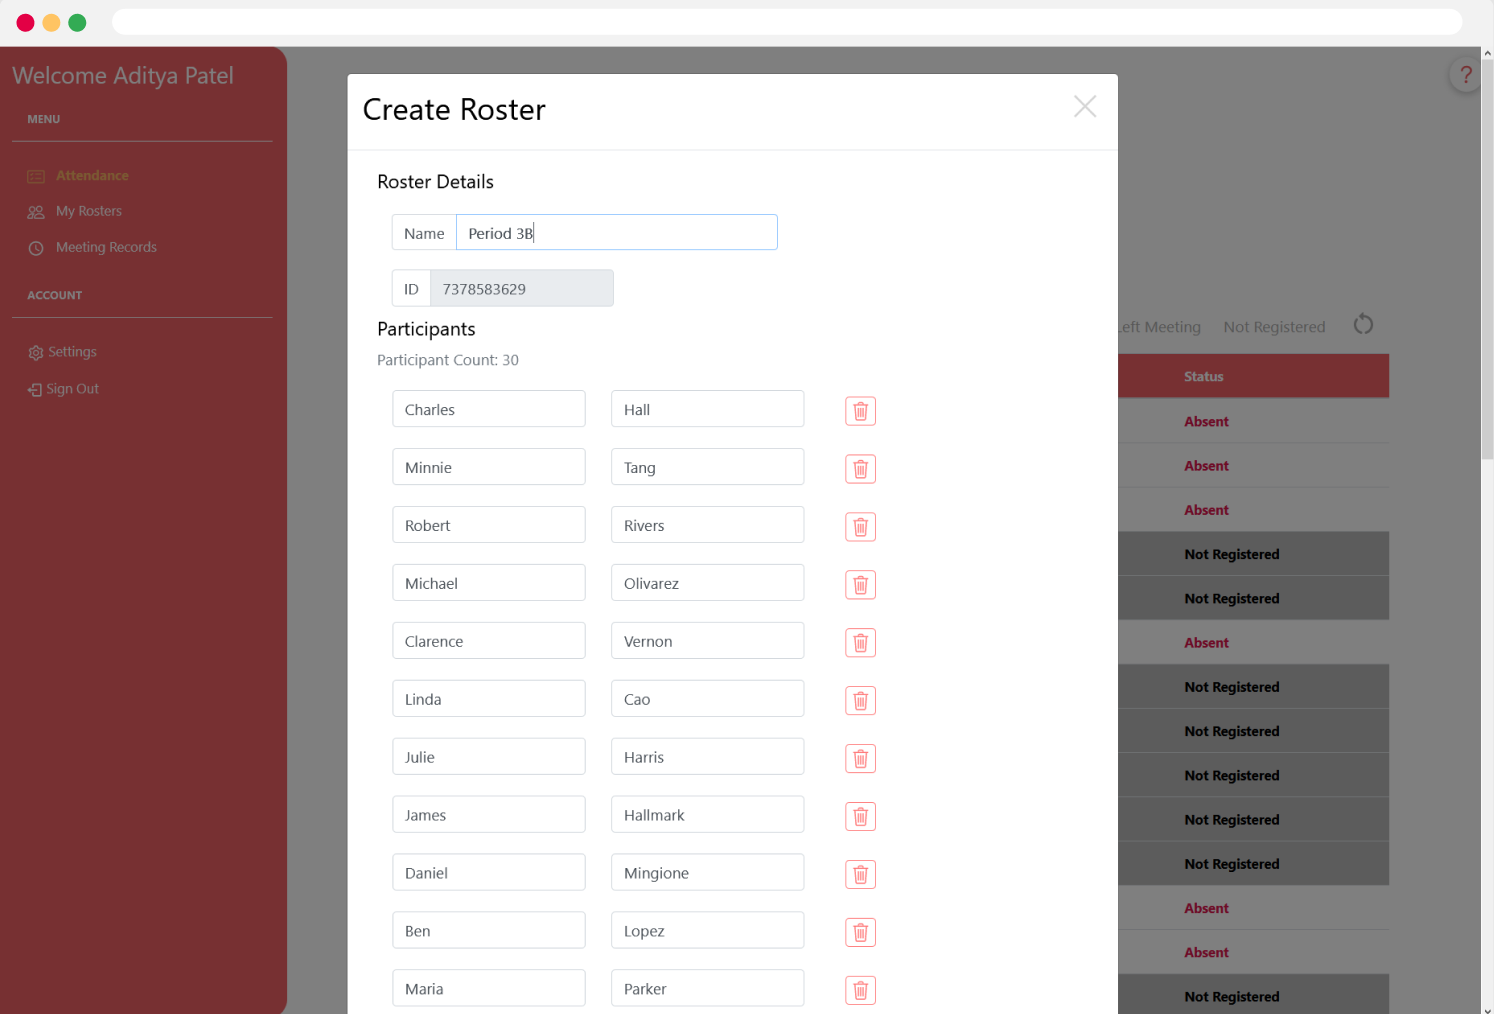 Welcome Aditya Patel
MENU
Attendance
My Rosters
Meeting Records
ACCOUNT
Settings
Sign Out
Create Roster
Roster Details
Name Period 3B
ID 7378583629
Participants
Participant Count: 30
Charles Hall
Minnie Tang
Robert Rivers
Michael Olivarez
Clarence Vernon
Linda Cao
Julie Harris
James Hallmark
Daniel Mingione
Ben Lopez
Maria Parker
?
Left Meeting Not Registered
Status
Absent
Absent
Absent
Not Registered
Not Registered
Absent
Not Registered
Not Registered
Not Registered
Not Registered
Not Registered
Absent
Absent
Not Registered